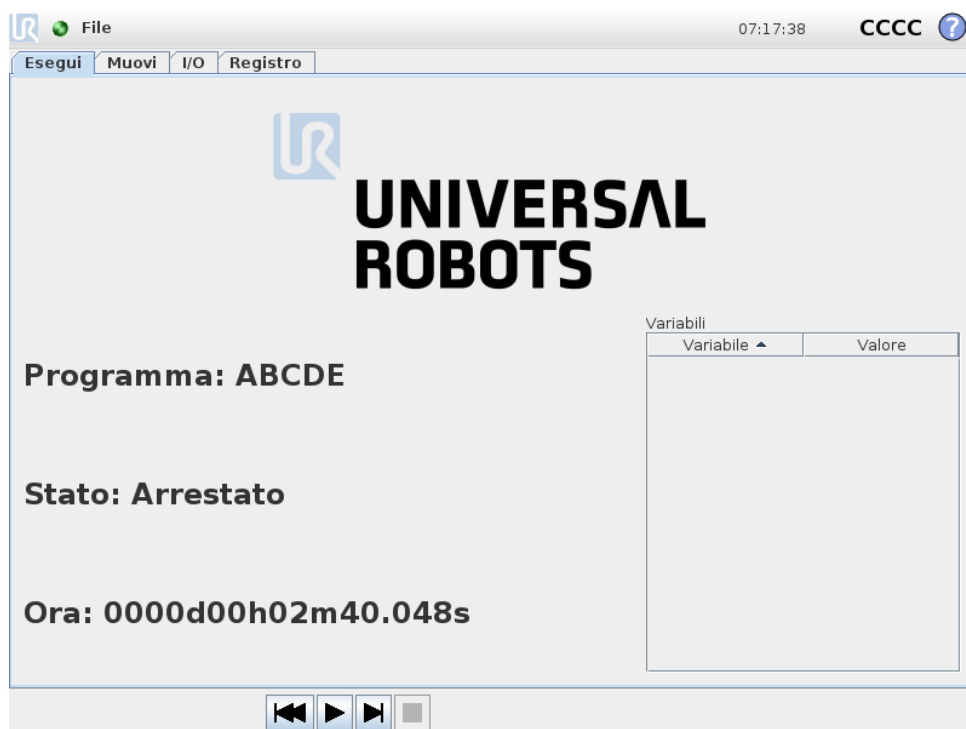 File 07:17:38 CCCC ?
Esegui Muovi I/O Registro
UR
UNIVERSAL
ROBOTS
Variabili
Variabile Valore
Programma: ABCDE
Stato: Arrestato
Ora: 0000d00h02m40.048s